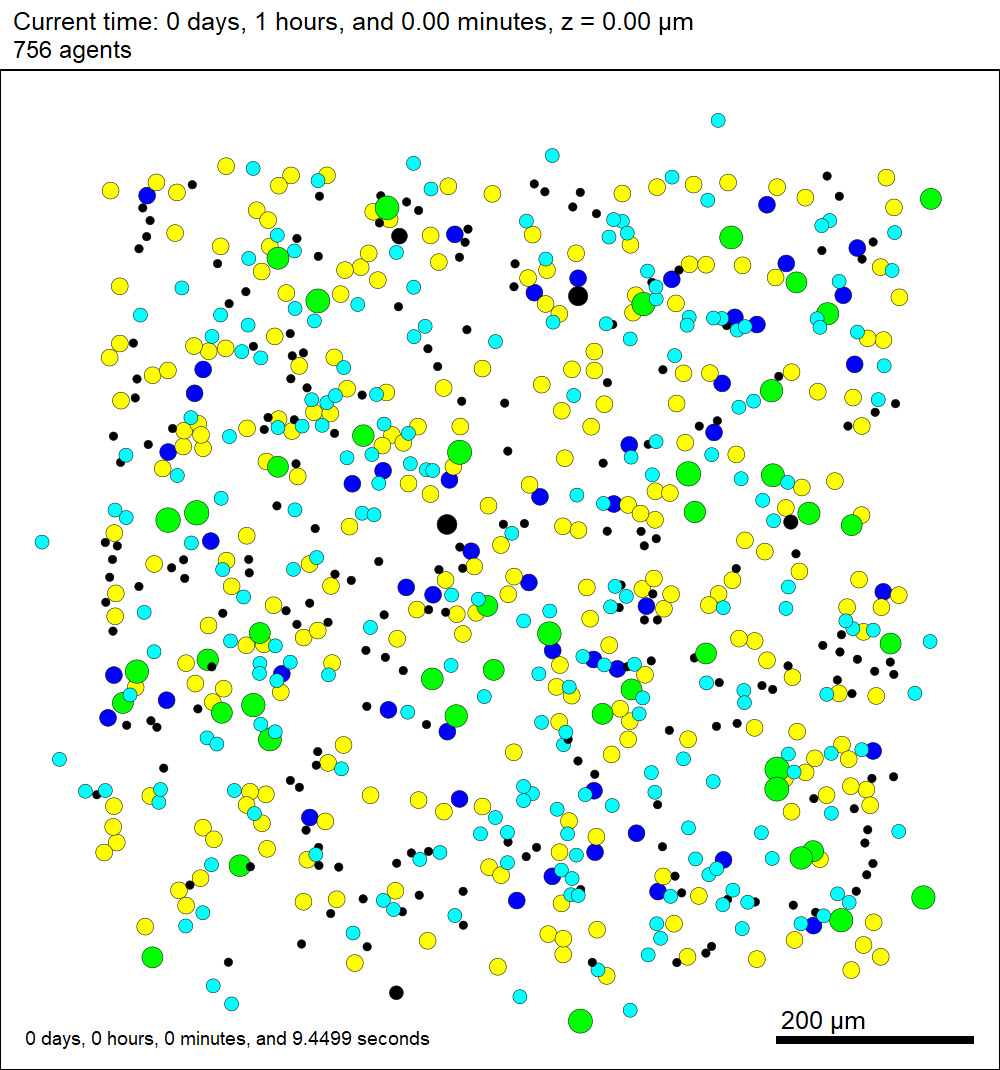 Current time: 0 days, 1 hours, and 0.00 minutes, z = 0.00 µm
756 agents
200 µm
0 days, 0 hours, 0 minutes, and 9.4499 seconds